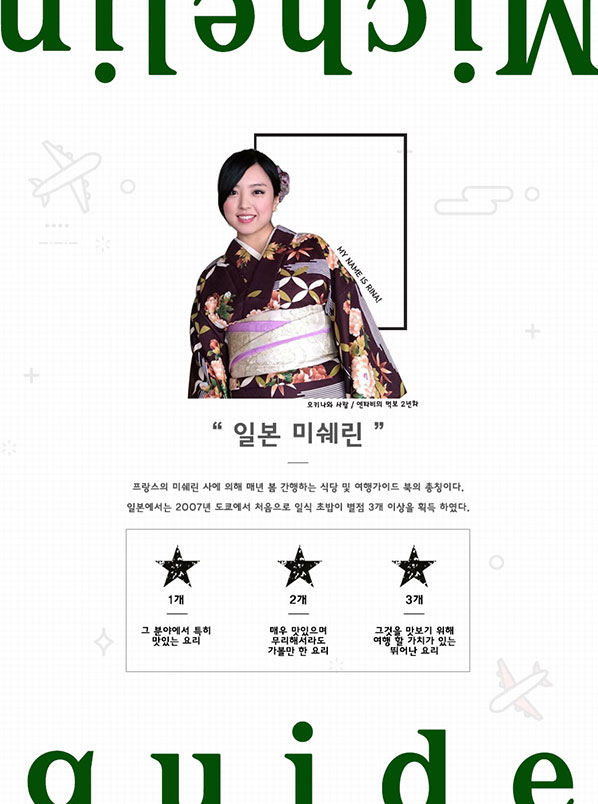 Michelin
MY NAME IS RINA!
오키나와 사람 / 엔타비의 먹보 2년차
“ 일본 미쉐린 ”
프랑스의 미쉐린 사에 의해 매년 봄 간행하는 식당 및 여행가이드 북의 총칭이다.
일본에서는 2007년 도쿄에서 처음으로 일식 초밥이 별점 3개 이상을 획득 하였다.
1개
그 분야에서 특히
맛있는 요리
2개
매우 맛있으며
무리해서라도
가볼만 한 요리
3개
그것을 맛보기 위해
여행 할 가치가 있는
뛰어난 요리
guide